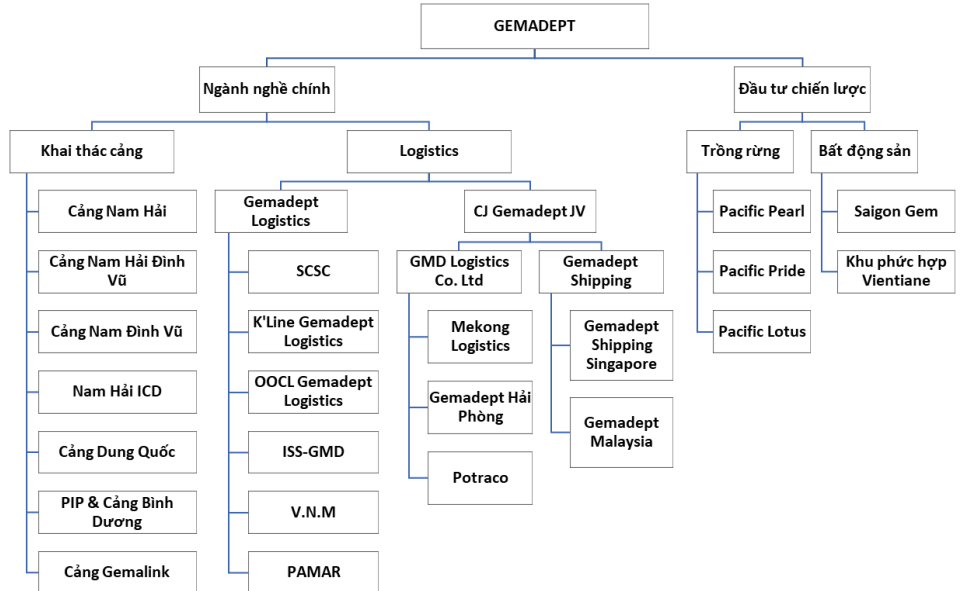 GEMADEPT
Ngành nghề chính
Đầu tư chiến lược
Khai thác cảng
Logistics
Trồng rừng
Bất động sản
Cảng Nam Hải
Cảng Nam Hải Đình
Vũ
Cảng Nam Đình Vũ
Nam Hải ICD
Cảng Dung Quốc
PIP & Cảng Bình
Dương
Cảng Gemalink
Gemadept
Logistics
SCSC
K'Line Gemadept
Logistics
OOCL Gemadept
Logistics
ISS-GMD
V.N.M
PAMAR
CJ Gemadept JV
GMD Logistics
Co. Ltd
Mekong
Logistics
Gemadept Hải
Phòng
Potraco
Gemadept
Shipping
Gemadept
Shipping
Singapore
Gemadept
Malaysia
Pacific Pearl
Pacific Pride
Pacific Lotus
Saigon Gem
Khu phức hợp
Vientiane